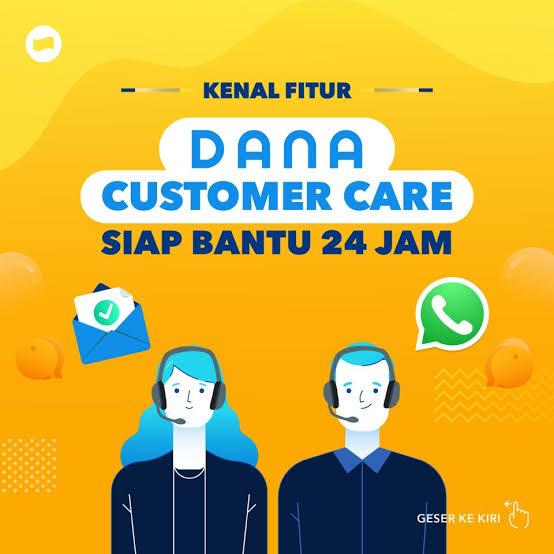 KENAL FITUR
DANA
CUSTOMER CARE
SIAP BANTU 24 JAM
GESER KE KIRI